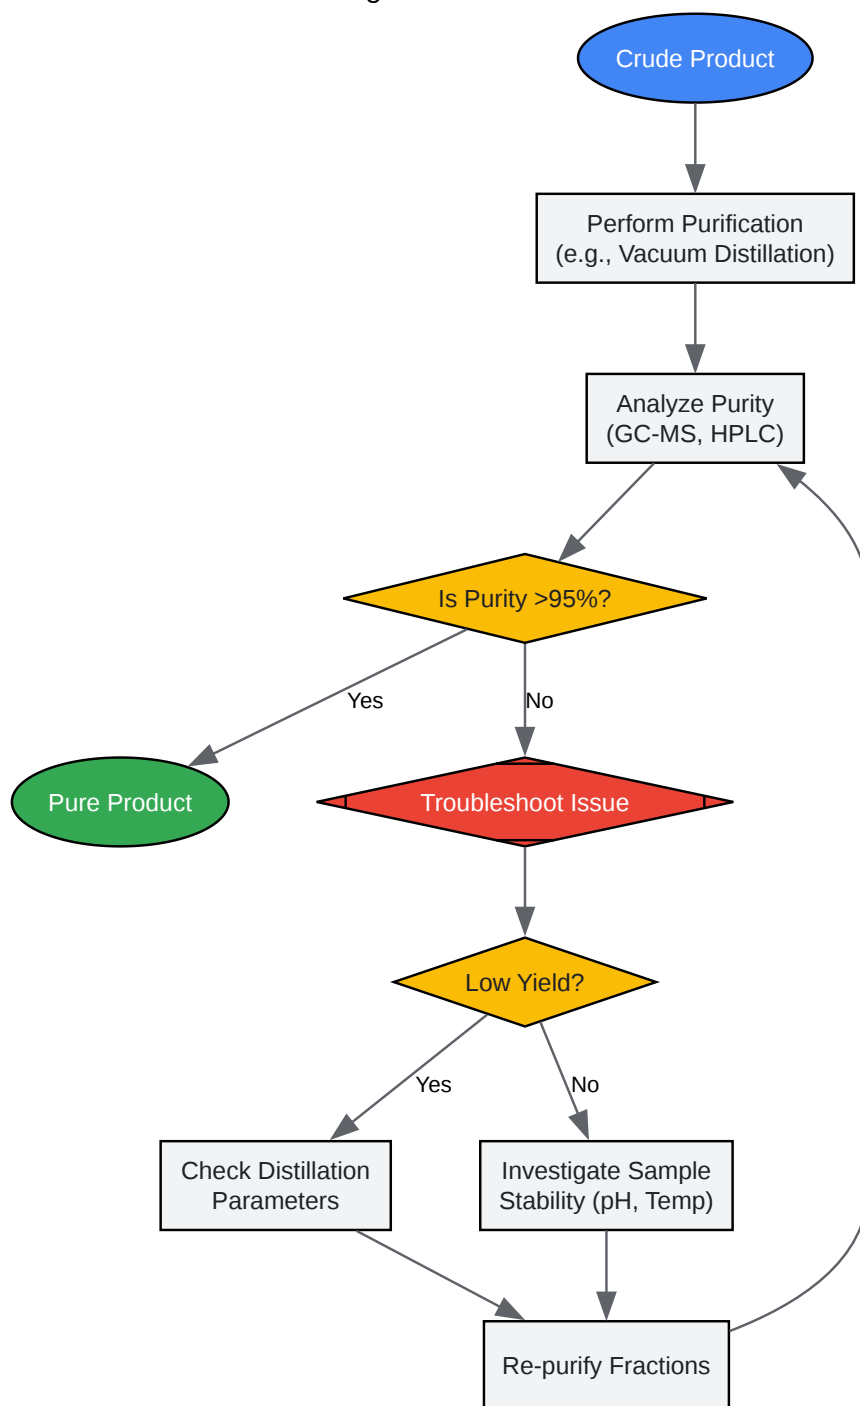 Crude Product
Perform Purification
(e.g., Vacuum Distillation)
Analyze Purity
(GC-MS, HPLC)
Is Purity >95%?
Yes
No
Pure Product
Troubleshoot Issue
Low Yield?
Yes
No
Check Distillation
Parameters
Investigate Sample
Stability (pH, Temp)
Re-purify Fractions